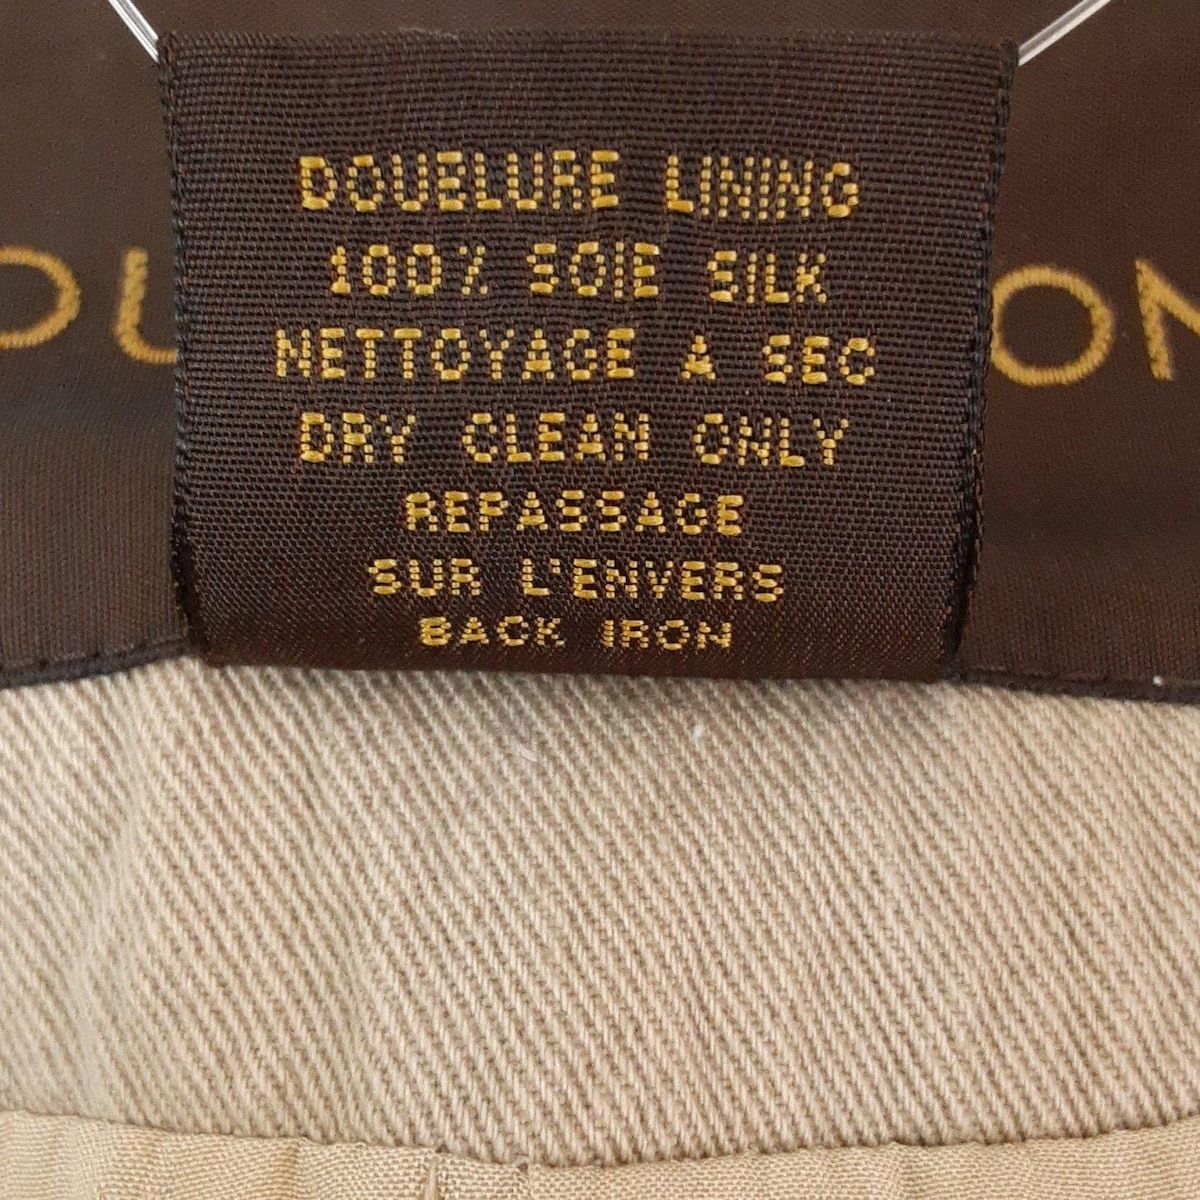 DOUBLURE LINING
100% SOIE SILK
NETTOYAGE A SEC
DRY CLEAN ONLY
REPASSAGE
SUR L'ENVERS
BACK IRON